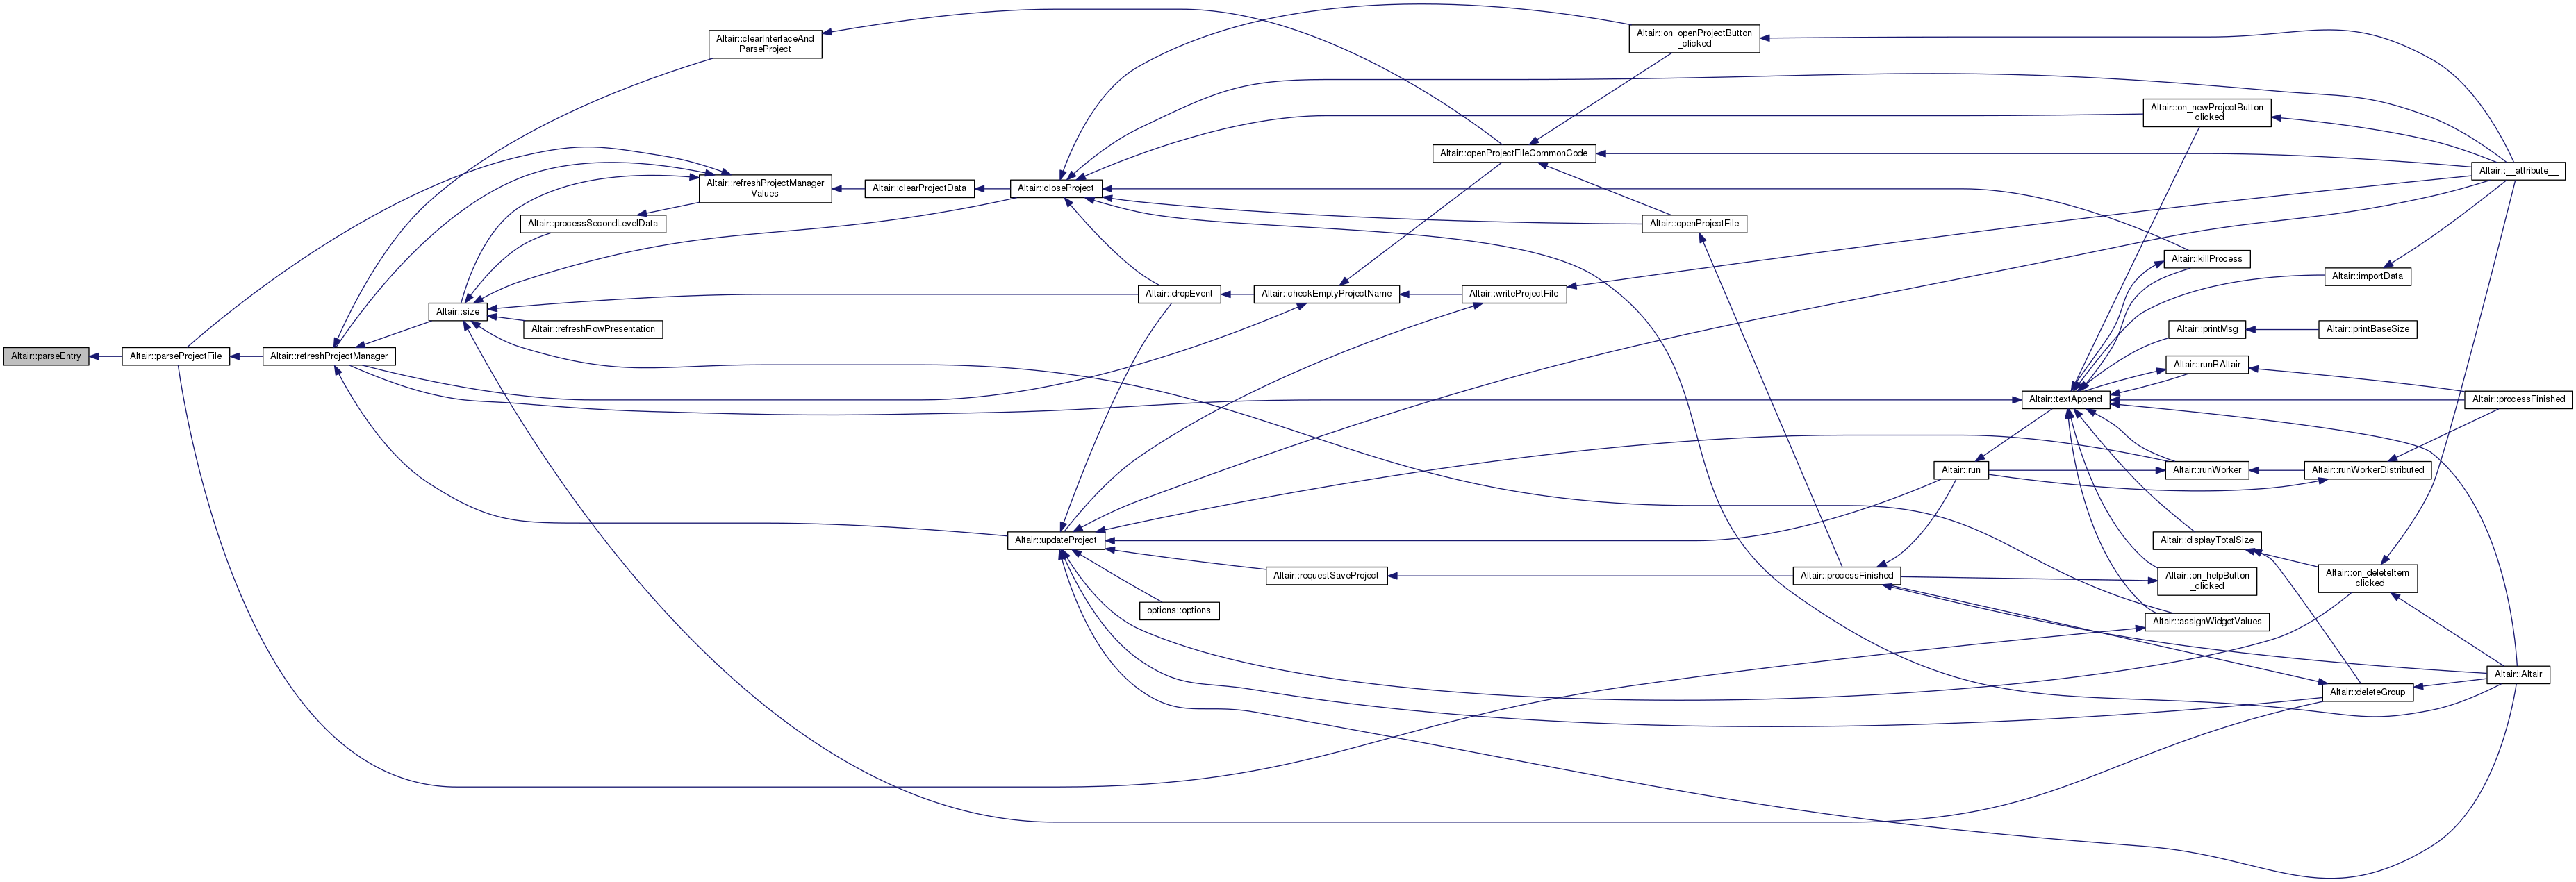 Altair::parseEntry
Altair::parseProjectFile
Altair::refreshProjectManager
Altair::size
Altair::processSecondLevelData
Altair::refreshRowPresentation
Altair::clearInterfaceAnd
ParseProject
Altair::refreshProjectManager
Values
Altair::clearProjectData
Altair::closeProject
Altair::updateProject
Altair::dropEvent
options::options
Altair::checkEmptyProjectName
Altair::requestSaveProject
Altair::openProjectFileCommonCode
Altair::writeProjectFile
Altair::on_openProjectButton
_clicked
Altair::openProjectFile
Altair::processFinished
Altair::run
Altair::textAppend
Altair::on_newProjectButton
_clicked
Altair::killProcess
Altair::printMsg
Altair::runRAltair
Altair::runWorker
Altair::displayTotalSize
Altair::on_helpButton
_clicked
Altair::assignWidgetValues
Altair::importData
Altair::printBaseSize
Altair::runWorkerDistributed
Altair::on_deleteItem
_clicked
Altair::deleteGroup
Altair::__attribute__
Altair::processFinished
Altair::Altair